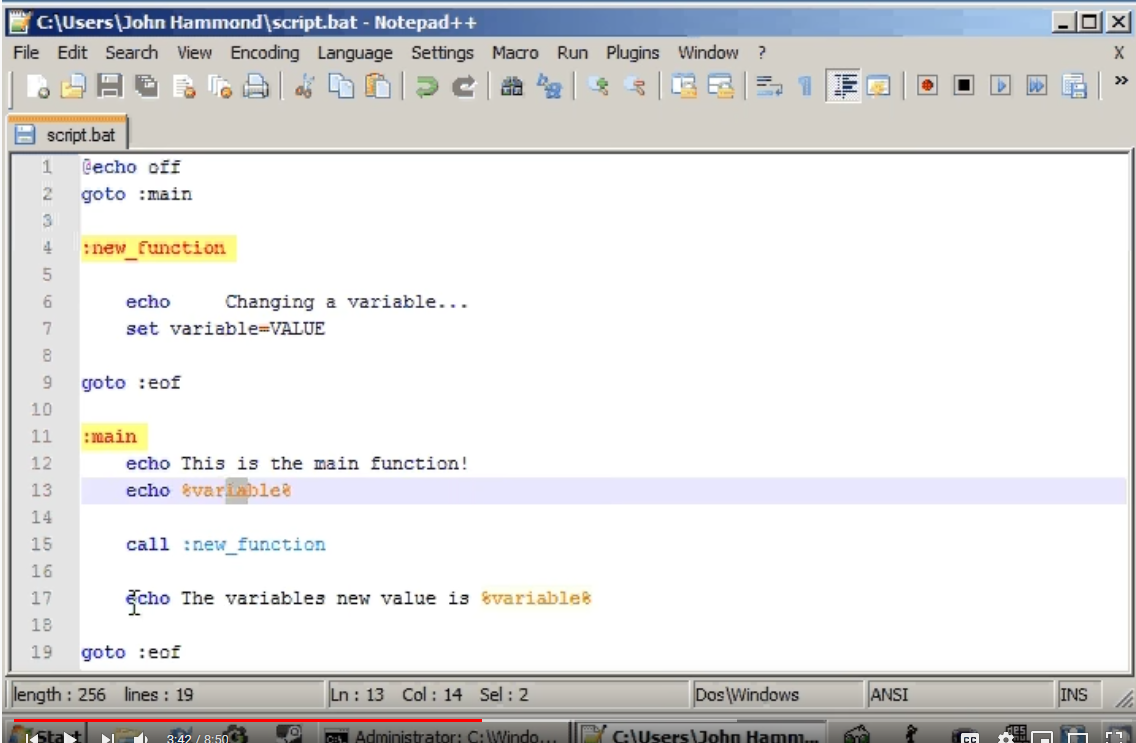 C:\Users\John Hammond\script.bat - Notepad++
File Edit Search View Encoding Language Settings Macro Run Plugins Window ? X
script.bat
1 @echo off
2 goto :main
3
4 :new_function
5
6 echo Changing a variable...
7 set variable=VALUE
8
9 goto :eof
10
11 :main
12 echo This is the main function!
13 echo %variable%
14
15 call :new_function
16
17 echo The variables new value is %variable%
18
19 goto :eof
length : 256 lines : 19 Ln : 13 Col : 14 Sel : 2 Dos\Windows ANSI INS
Start 3:42 / 8:50 Administrator: C:\Windo... C:\Users\John Hamm... CC